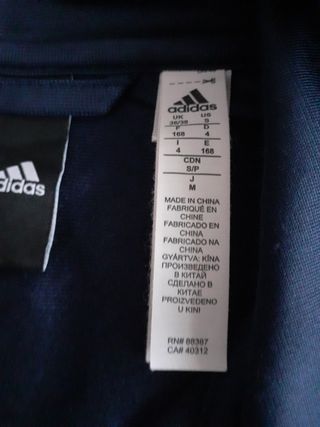 adidas
adidas
UK US
36/38 S
F D
168 4
I E
4 168
CDN
S/P
J
M
MADE IN CHINA
FABRIQUÉ EN
CHINE
FABRICADO EN
CHINA
FABRICADO NA
CHINA
GYÁRTVA: KÍNA
ПРОИЗВЕДЕНО
В КИТАЙ
СДЕЛАНО В
КИТАЕ
PROIZVEDENO
U KINI
RN# 88387
CA# 40312